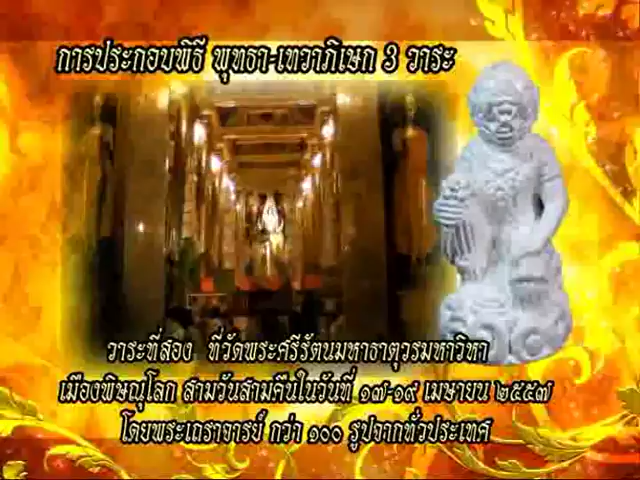 การประกอบพิธี พุทธา-เทวาภิเษก 3 วาระ
วาระที่สอง ที่วัดพระศรีรัตนมหาธาตุวรมหาวิหา
เมืองพิษณุโลก สามวันสามคืนในวันที่ ๑๗-๑๙ เมษายน ๒๕๕๗
โดยพระเถราจารย์ กว่า ๑๐๐ รูปจากทั่วประเทศ